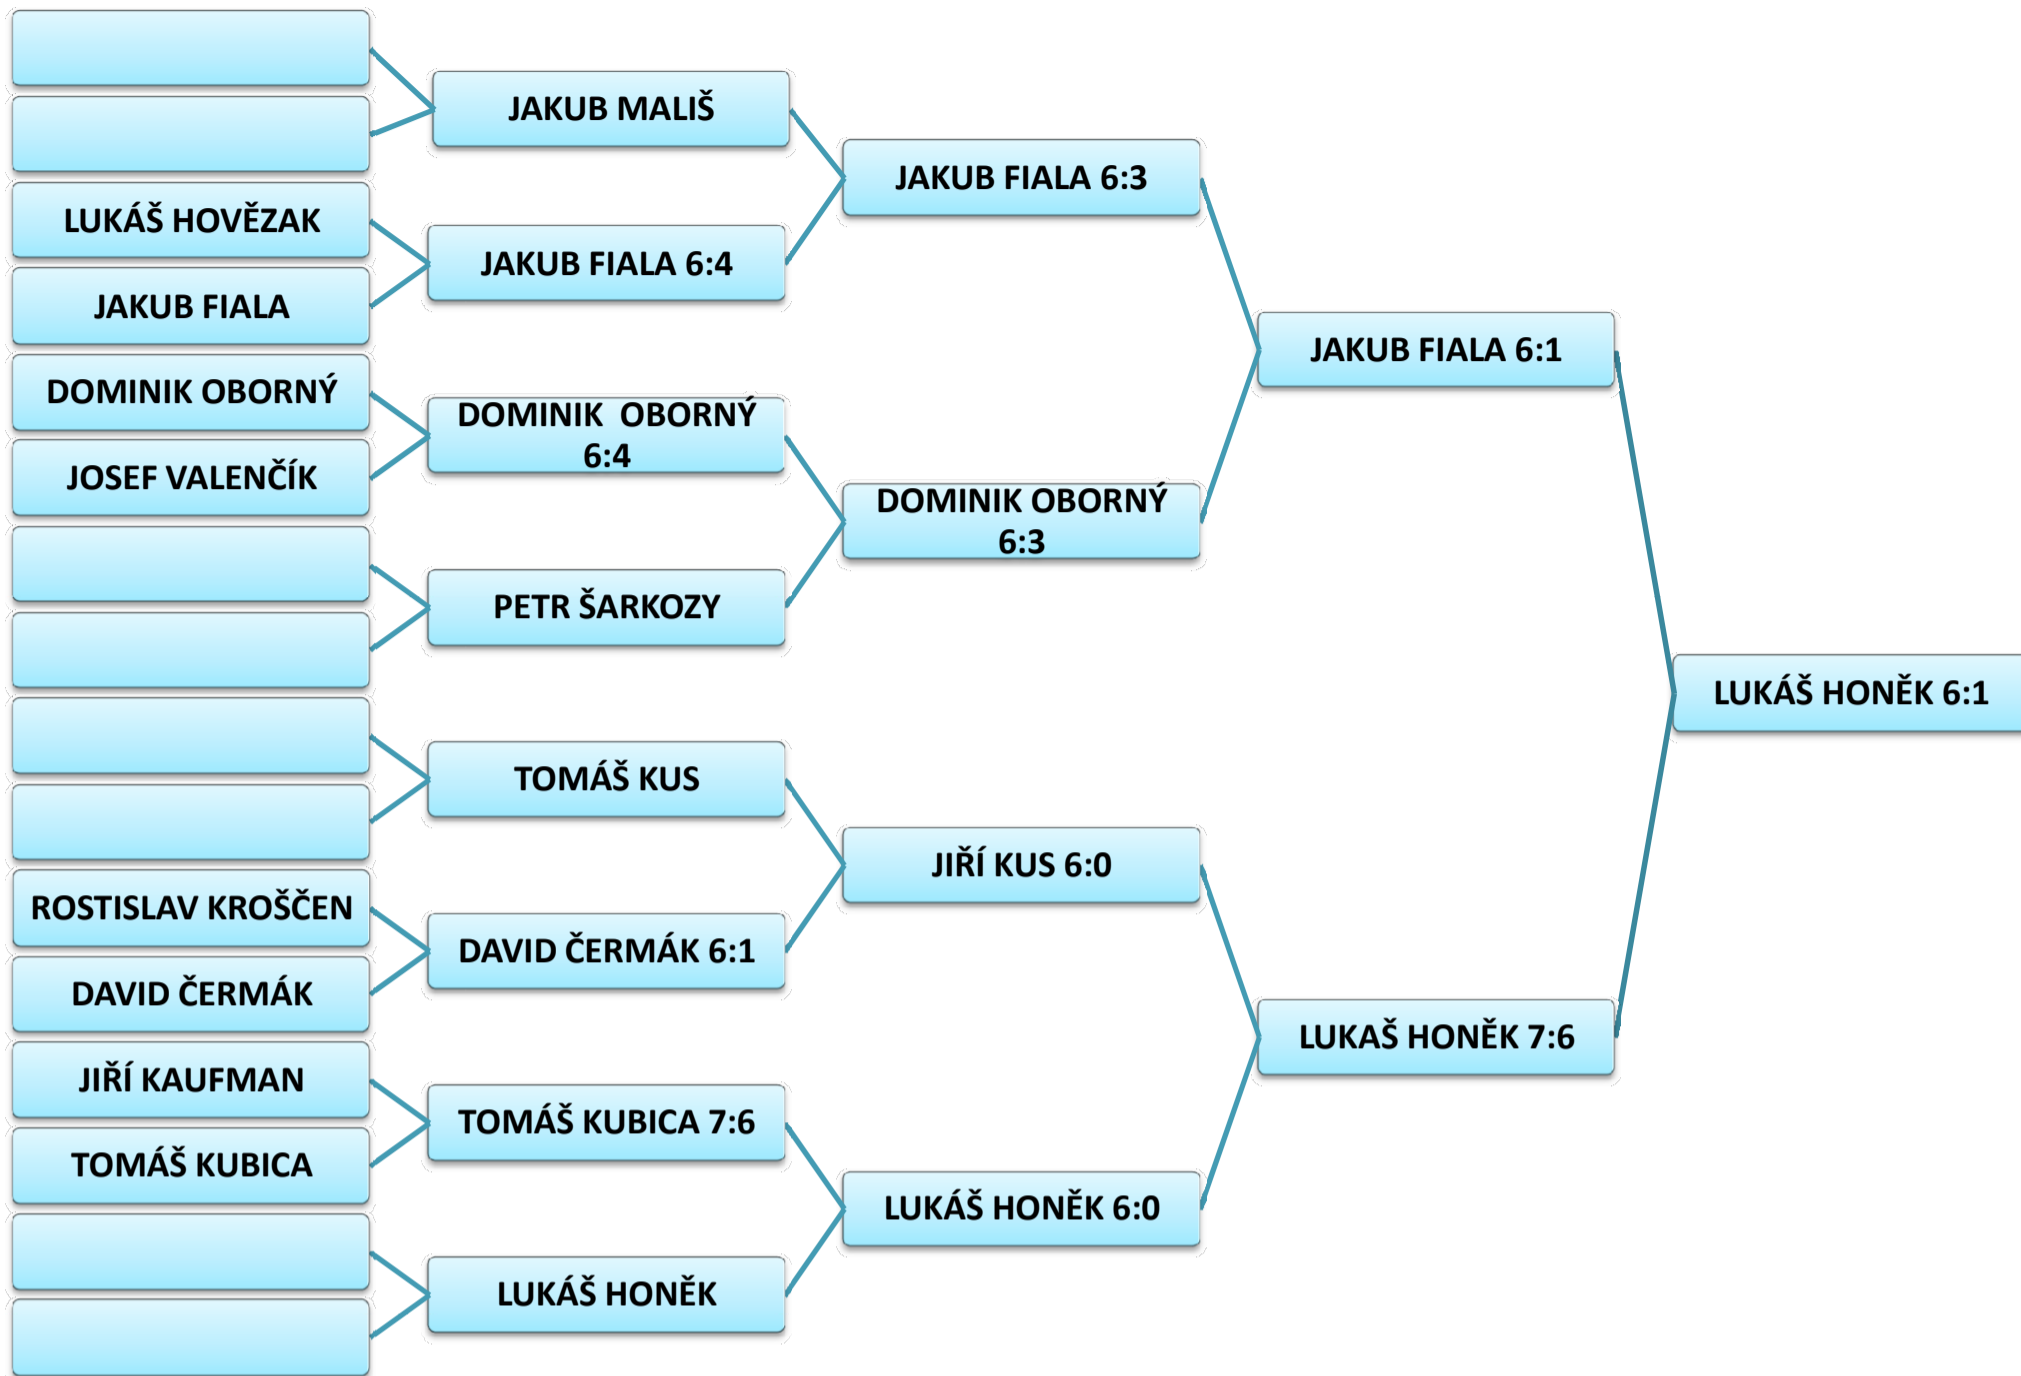 LUKÁŠ HOVĚZAK
JAKUB FIALA
DOMINIK OBORNÝ
JOSEF VALENČÍK
ROSTISLAV KROŠČEN
DAVID ČERMÁK
JIŘÍ KAUFMAN
TOMÁŠ KUBICA
JAKUB MALIŠ
JAKUB FIALA 6:4
DOMINIK  OBORNÝ
6:4
PETR ŠARKOZY
TOMÁŠ KUS
DAVID ČERMÁK 6:1
TOMÁŠ KUBICA 7:6
LUKÁŠ HONĚK
JAKUB FIALA 6:3
DOMINIK OBORNÝ
6:3
JIŘÍ KUS 6:0
LUKÁŠ HONĚK 6:0
JAKUB FIALA 6:1
LUKAŠ HONĚK 7:6
LUKÁŠ HONĚK 6:1